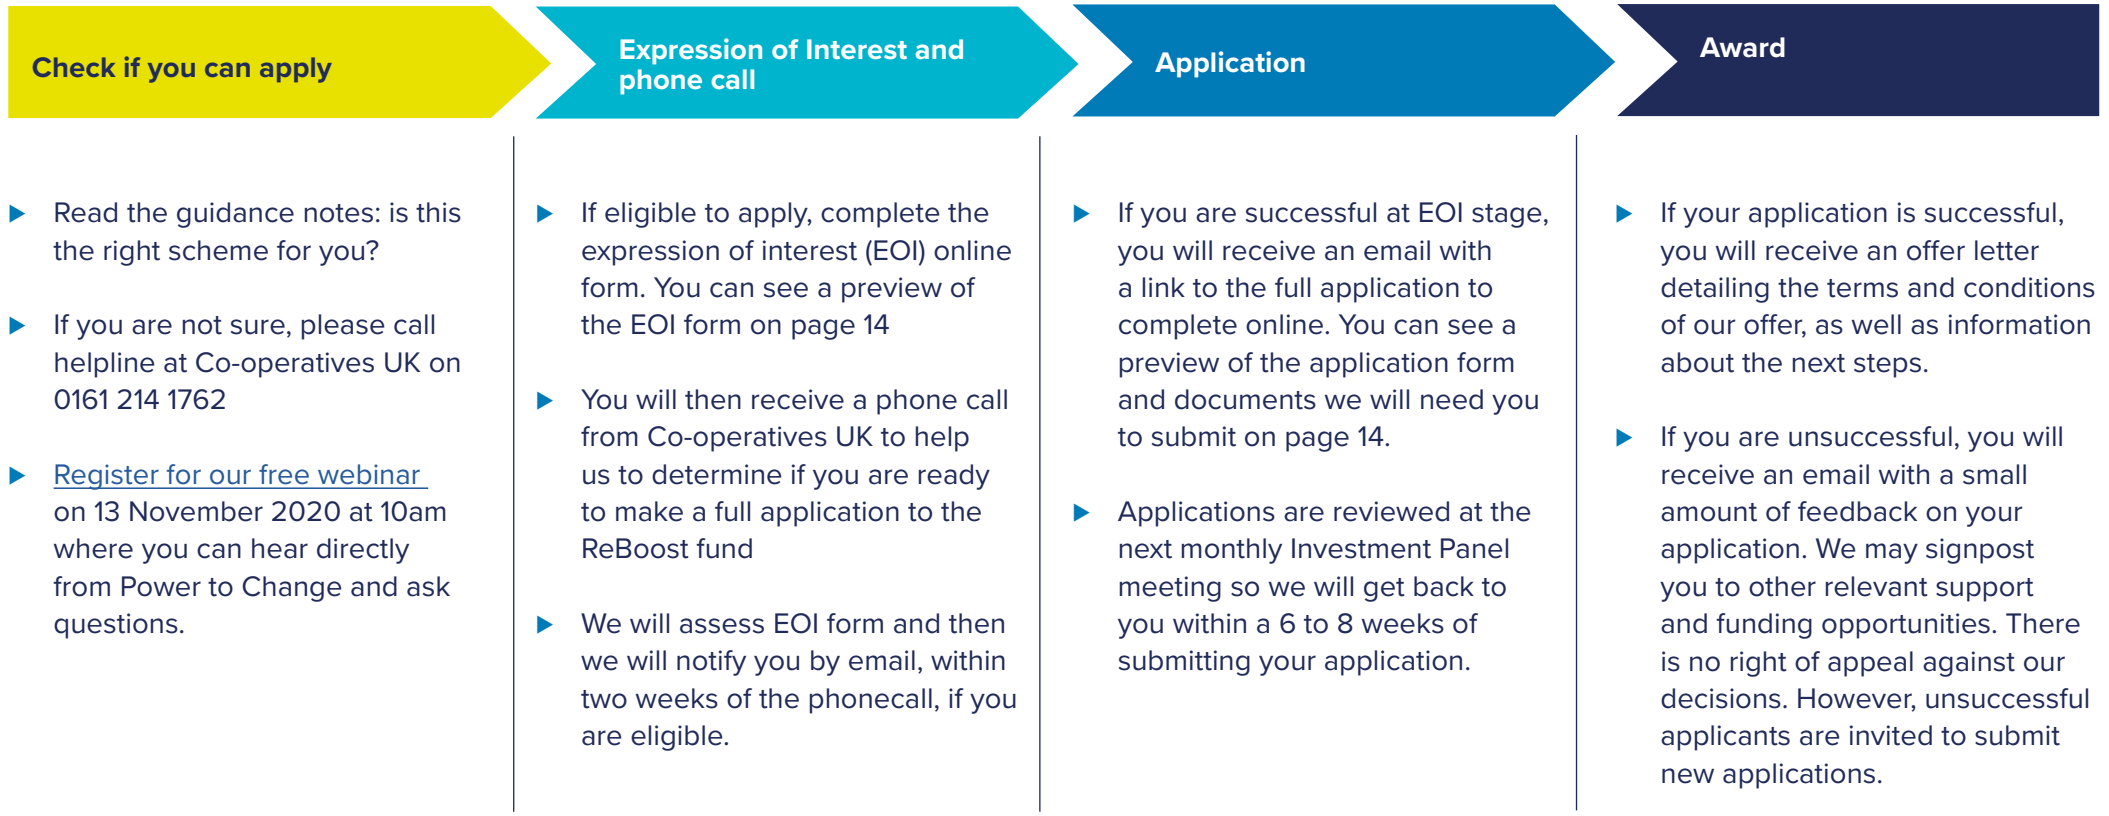 Check if you can apply
Read the guidance notes: is this
the right scheme for you?
If you are not sure, please call
helpline at Co-operatives UK on
0161 214 1762
Register for our free webinar
on 13 November 2020 at 10am
where you can hear directly
from Power to Change and ask
questions.
Expression of Interest and
phone call
If eligible to apply, complete the
expression of interest (EOI) online
form. You can see a preview of
the EOI form on page 14
You will then receive a phone call
from Co-operatives UK to help
us to determine if you are ready
to make a full application to the
ReBoost fund
We will assess EOI form and then
we will notify you by email, within
two weeks of the phonecall, if you
are eligible.
Application
If you are successful at EOI stage,
you will receive an email with
a link to the full application to
complete online. You can see a
preview of the application form
and documents we will need you
to submit on page 14.
Applications are reviewed at the
next monthly Investment Panel
meeting so we will get back to
you within a 6 to 8 weeks of
submitting your application.
Award
If your application is successful,
you will receive an offer letter
detailing the terms and conditions
of our offer, as well as information
about the next steps.
If you are unsuccessful, you will
receive an email with a small
amount of feedback on your
application. We may signpost
you to other relevant support
and funding opportunities. There
is no right of appeal against our
decisions. However, unsuccessful
applicants are invited to submit
new applications.